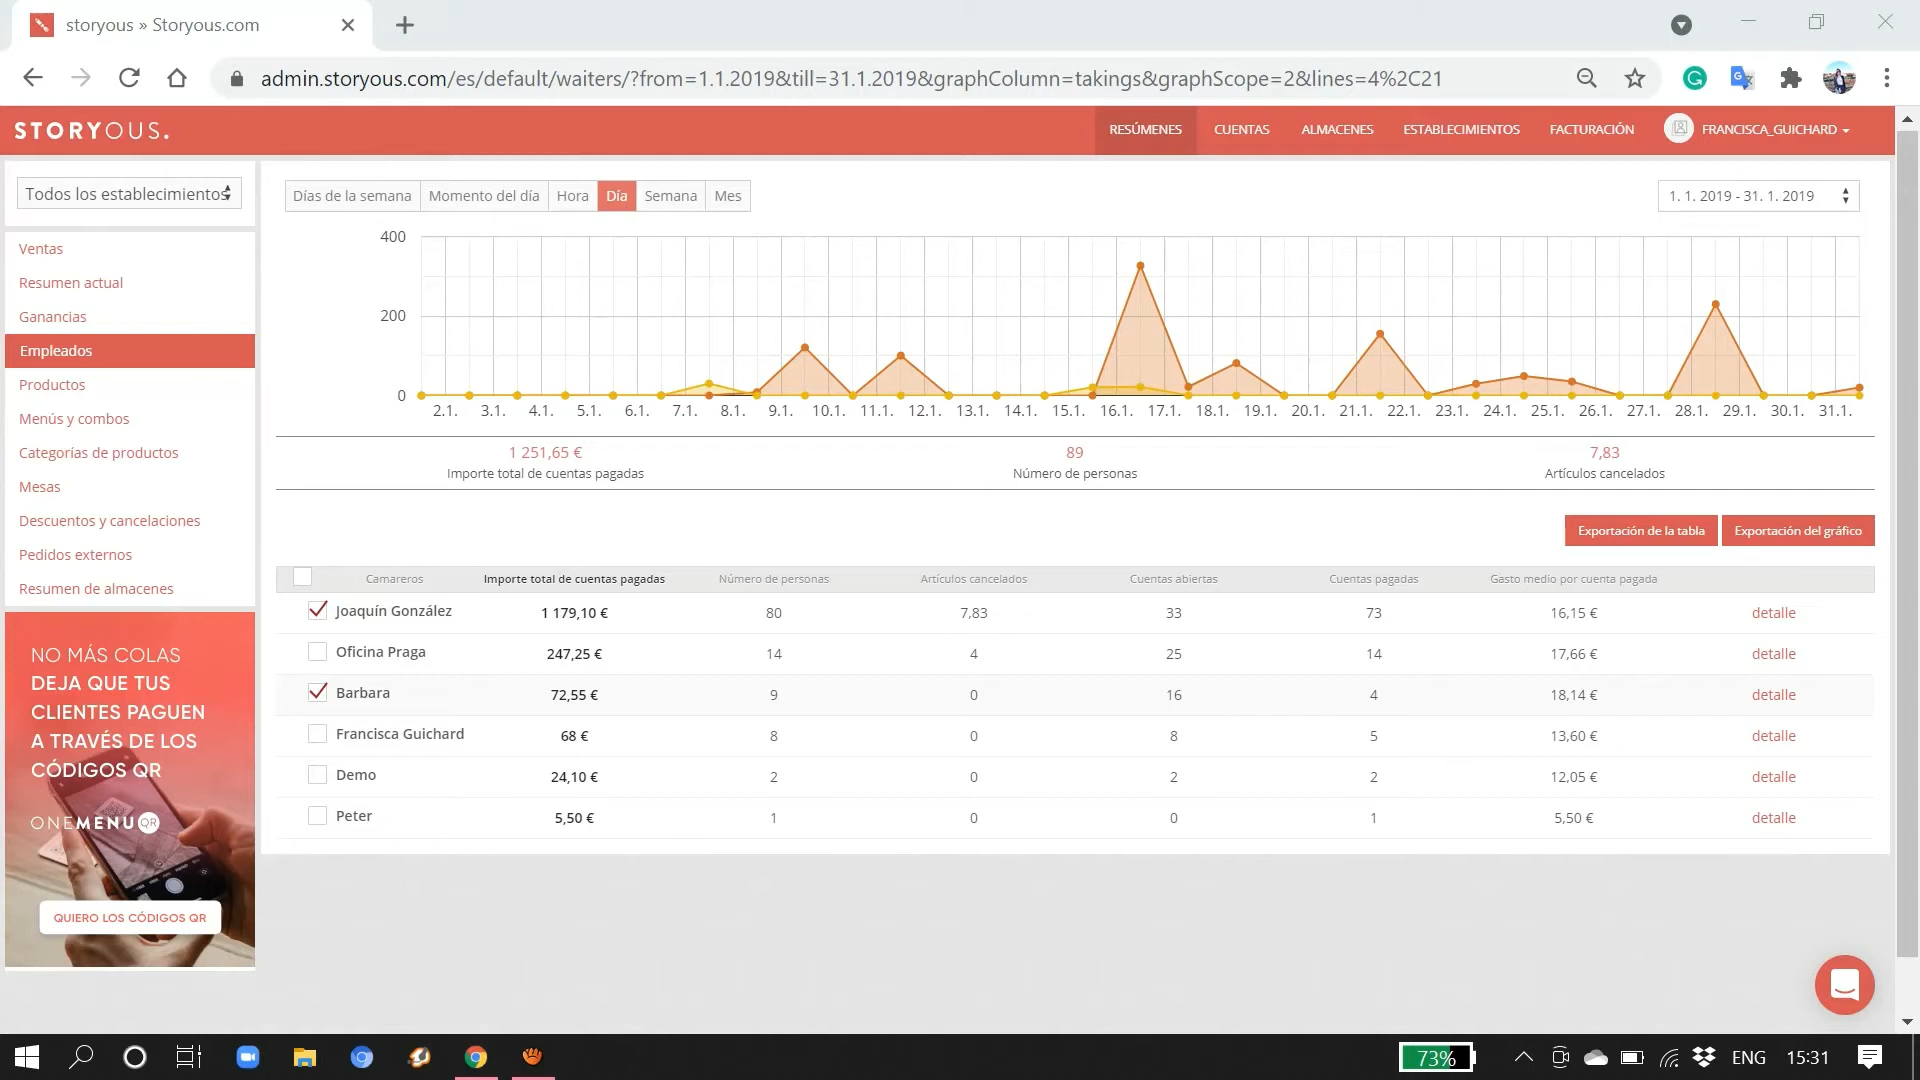 storyous » Storyous.com
admin.storyous.com/es/default/waiters/?from=1.1.2019&till=31.1.2019&graphColumn=takings&graphScope=2&lines=4%2C21
STORYOUS.
RESÚMENES CUENTAS ALMACENES ESTABLECIMIENTOS FACTURACIÓN FRANCISCA_GUICHARD
Todos los establecimientos
Ventas
Resumen actual
Ganancias
Empleados
Productos
Menús y combos
Categorías de productos
Mesas
Descuentos y cancelaciones
Pedidos externos
Resumen de almacenes
NO MÁS COLAS
DEJA QUE TUS
CLIENTES PAGUEN
A TRAVÉS DE LOS
CÓDIGOS QR
ONEMENU QR
QUIERO LOS CÓDIGOS QR
Días de la semana Momento del día Hora Día Semana Mes
1. 1. 2019 - 31. 1. 2019
400
200
0
2.1. 3.1. 4.1. 5.1. 6.1. 7.1. 8.1. 9.1. 10.1. 11.1. 12.1. 13.1. 14.1. 15.1. 16.1. 17.1. 18.1. 19.1. 20.1. 21.1. 22.1. 23.1. 24.1. 25.1. 26.1. 27.1. 28.1. 29.1. 30.1. 31.1.
1 251,65 € 89 7,83
Importe total de cuentas pagadas Número de personas Artículos cancelados
Exportación de la tabla Exportación del gráfico
Camareros Importe total de cuentas pagadas Número de personas Artículos cancelados Cuentas abiertas Cuentas pagadas Gasto medio por cuenta pagada
Joaquín González 1 179,10 € 80 7,83 33 73 16,15 € detalle
Oficina Praga 247,25 € 14 4 25 14 17,66 € detalle
Barbara 72,55 € 9 0 16 4 18,14 € detalle
Francisca Guichard 68 € 8 0 8 5 13,60 € detalle
Demo 24,10 € 2 0 2 2 12,05 € detalle
Peter 5,50 € 1 0 0 1 5,50 € detalle
73% ENG 15:31